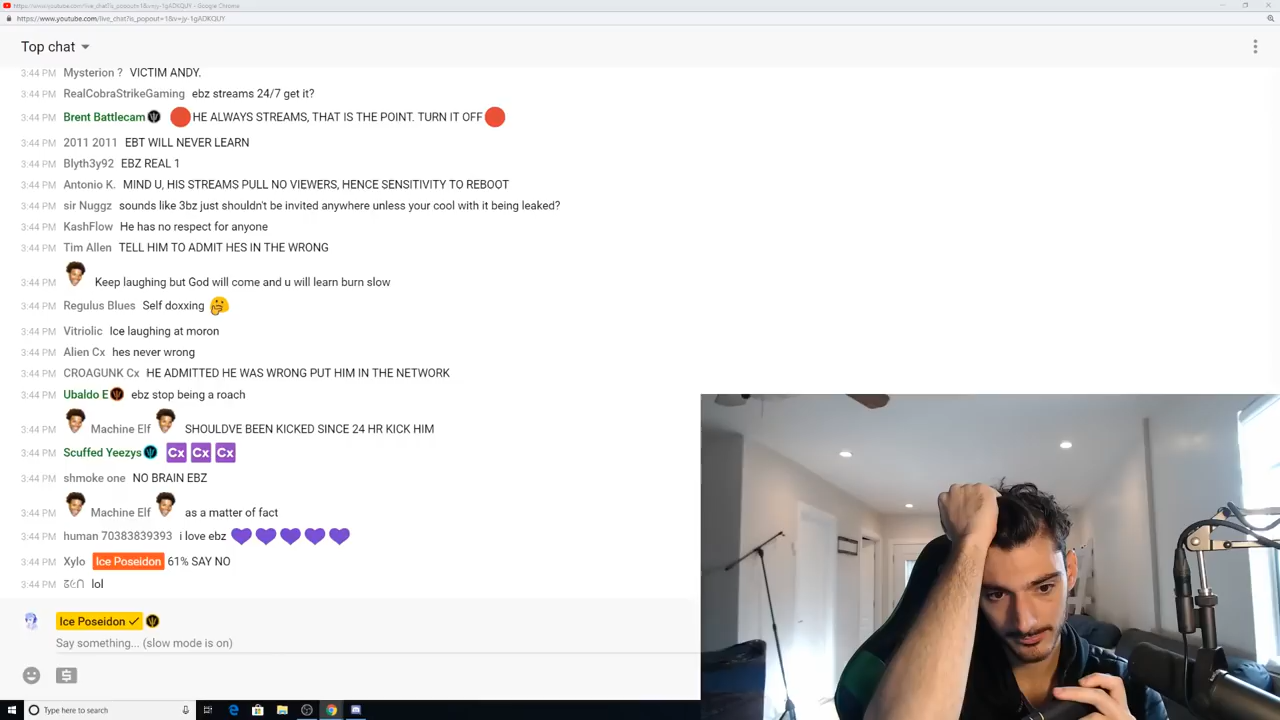 https://www.youtube.com/live_chat?is_popout=1&v=jy-1gADKQUY - Google Chrome
https://www.youtube.com/live_chat?is_popout=1&v=jy-1gADKQUY
Top chat
3:44 PM Mysterion ? VICTIM ANDY.
3:44 PM RealCobraStrikeGaming ebz streams 24/7 get it?
3:44 PM Brent Battlecam 🔴HE ALWAYS STREAMS, THAT IS THE POINT. TURN IT OFF🔴
3:44 PM 2011 2011 EBT WILL NEVER LEARN
3:44 PM Blyth3y92 EBZ REAL 1
3:44 PM Antonio K. MIND U, HIS STREAMS PULL NO VIEWERS, HENCE SENSITIVITY TO REBOOT
3:44 PM sir Nuggz sounds like 3bz just shouldn't be invited anywhere unless your cool with it being leaked?
3:44 PM KashFlow He has no respect for anyone
3:44 PM Tim Allen TELL HIM TO ADMIT HES IN THE WRONG
3:44 PM Keep laughing but God will come and u will learn burn slow
3:44 PM Regulus Blues Self doxxing 🤔
3:44 PM Vitriolic Ice laughing at moron
3:44 PM Alien Cx hes never wrong
3:44 PM CROAGUNK Cx HE ADMITTED HE WAS WRONG PUT HIM IN THE NETWORK
3:44 PM Ubaldo E ebz stop being a roach
3:44 PM Machine Elf SHOULDVE BEEN KICKED SINCE 24 HR KICK HIM
3:44 PM Scuffed Yeezys Cx Cx Cx
3:44 PM shmoke one NO BRAIN EBZ
3:44 PM Machine Elf as a matter of fact
3:44 PM human 70383839393 i love ebz 💜💜💜💜💜
3:44 PM Xylo Ice Poseidon 61% SAY NO
3:44 PM lol
Ice Poseidon ✓
Say something... (slow mode is on)
Type here to search